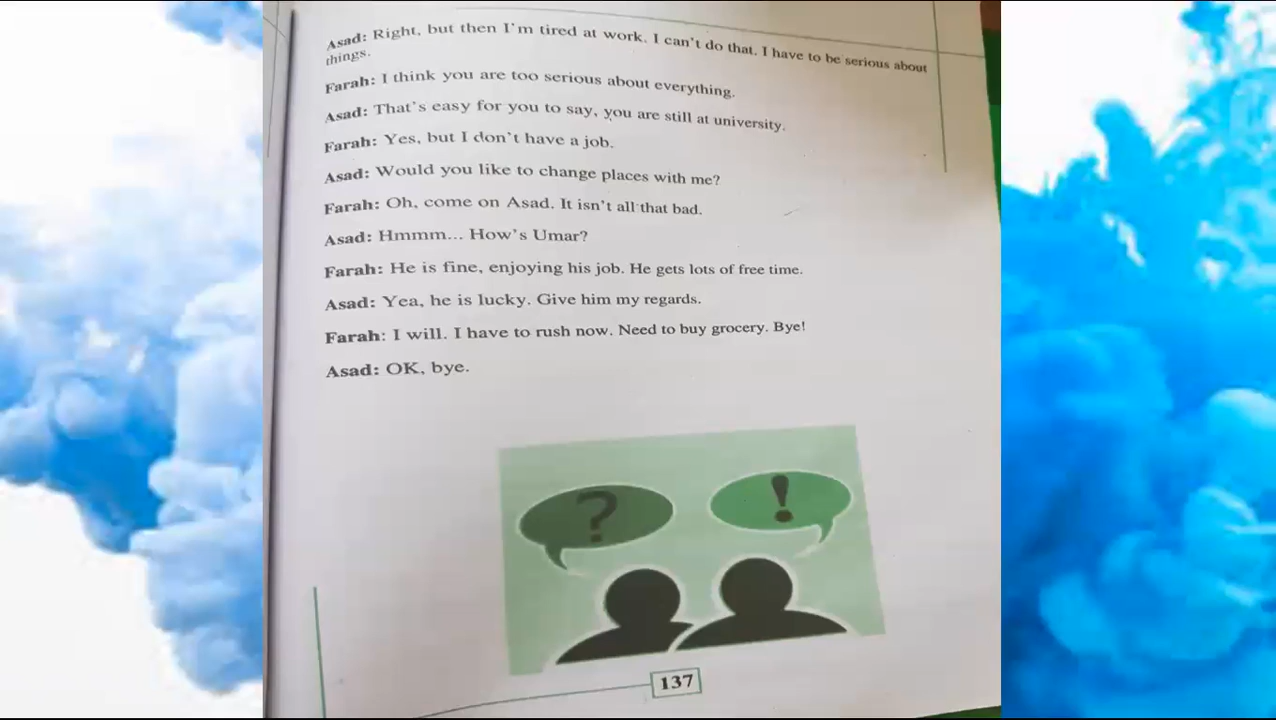 Asad: Right, but then I'm tired at work. I can't do that. I have to be serious about
things.
Farah: I think you are too serious about everything.
Asad: That's easy for you to say, you are still at university.
Farah: Yes, but I don't have a job.
Asad: Would you like to change places with me?
Farah: Oh, come on Asad. It isn't all that bad.
Asad: Hmmm... How's Umar?
Farah: He is fine, enjoying his job. He gets lots of free time.
Asad: Yea, he is lucky. Give him my regards.
Farah: I will. I have to rush now. Need to buy grocery. Bye!
Asad: OK, bye.
? !
137